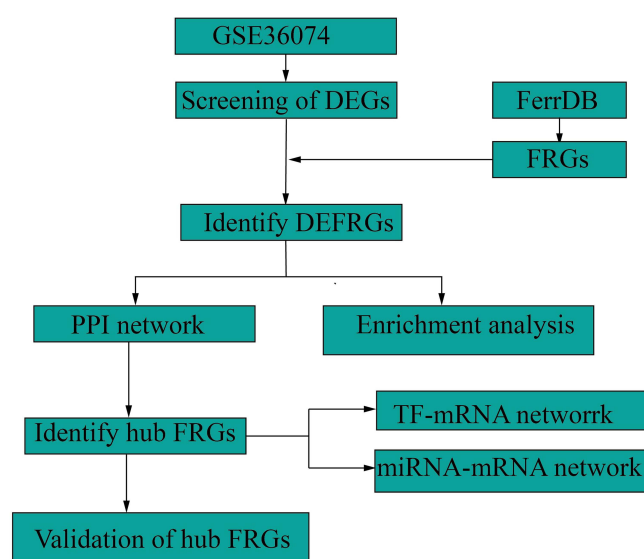 GSE36074
Screening of DEGs
FerrDB
FRGs
Identify DEFRGs
PPI network
Enrichment analysis
TF-mRNA networrk
Identify hub FRGs
miRNA-mRNA network
Validation of hub FRGs